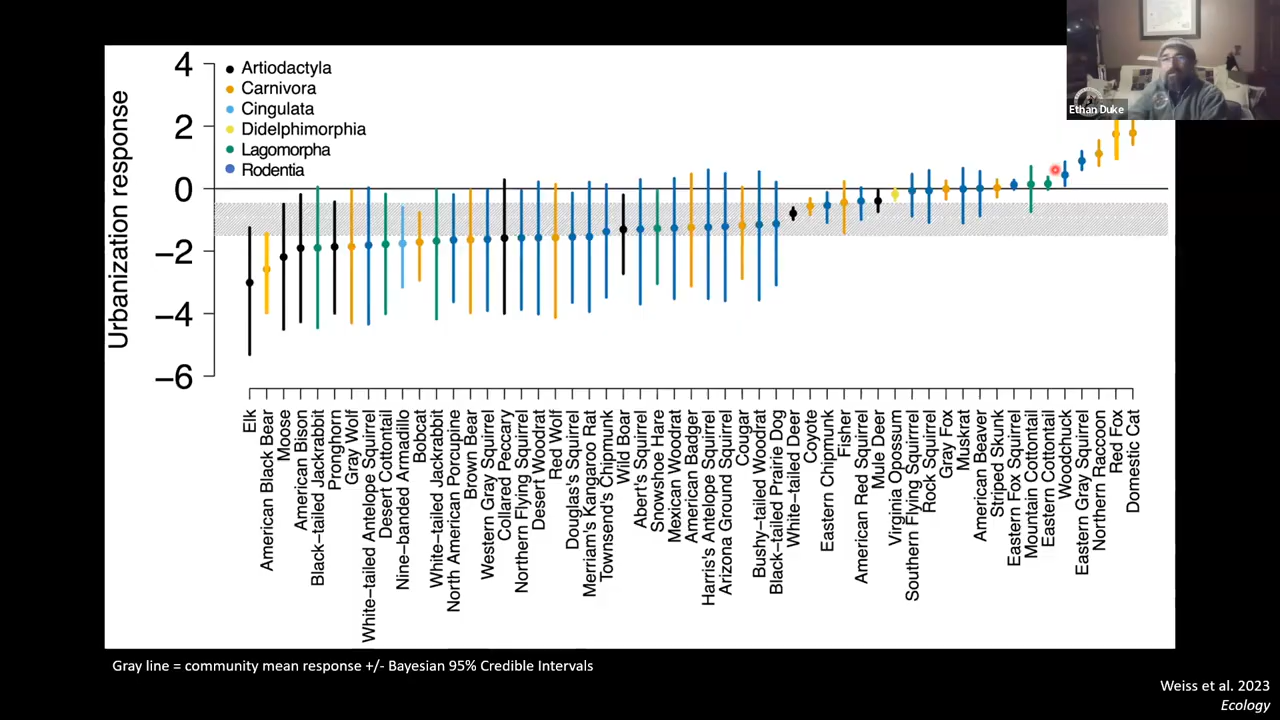 Ethan Duke
4
2
0
−2
−4
−6
Urbanization response
Artiodactyla
Carnivora
Cingulata
Didelphimorphia
Lagomorpha
Rodentia
Elk
American Black Bear
Moose
American Bison
Black−tailed Jackrabbit
Pronghorn
Gray Wolf
White−tailed Antelope Squirrel
Desert Cottontail
Nine−banded Armadillo
Bobcat
White−tailed Jackrabbit
North American Porcupine
Brown Bear
Western Gray Squirrel
Collared Peccary
Northern Flying Squirrel
Desert Woodrat
Red Wolf
Douglas's Squirrel
Merriam's Kangaroo Rat
Townsend's Chipmunk
Wild Boar
Abert's Squirrel
Snowshoe Hare
Mexican Woodrat
American Badger
Harris's Antelope Squirrel
Arizona Ground Squirrel
Cougar
Bushy−tailed Woodrat
Black−tailed Prairie Dog
White−tailed Deer
Coyote
Eastern Chipmunk
Fisher
American Red Squirrel
Mule Deer
Virginia Opossum
Southern Flying Squirrrel
Rock Squirrel
Gray Fox
Muskrat
American Beaver
Striped Skunk
Eastern Fox Squirrel
Mountain Cottontail
Eastern Cottontail
Woodchuck
Eastern Gray Squirrel
Northern Raccoon
Red Fox
Domestic Cat
Gray line = community mean response +/- Bayesian 95% Credible Intervals
Weiss et al. 2023
Ecology